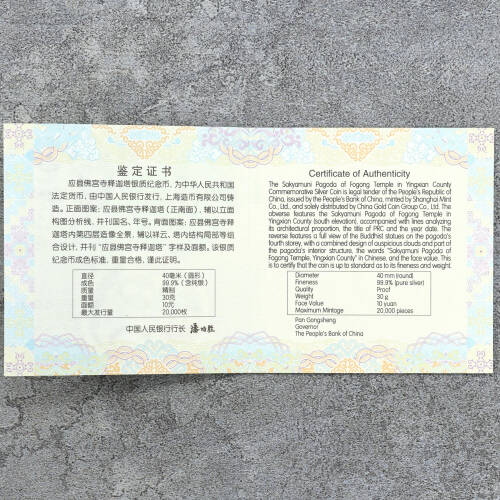 鉴定证书
应县佛宫寺释迦塔银质纪念币，为中华人民共和国
法定货币，由中国人民银行发行，上海造币有限公司铸
造。正面图案：应县佛宫寺释迦塔（正南面），辅以立面
构图分析线，并刊国名、年号。背面图案：应县佛宫寺释
迦塔内第四层造像全景，辅以祥云、塔内结构局部等组
合设计，并刊“应县佛宫寺释迦塔”字样及面额。该银质
纪念币成色标准，重量合格，谨此证明。
直径 40毫米（圆形）
成色 99.9%（含纯银）
质量 精制
重量 30克
面额 10元
最大发行量 20,000枚
中国人民银行行长 潘功胜
Certificate of Authenticity
The Sakyamuni Pagoda of Fogong Temple in Yingxian County
Commemorative Silver Coin is legal tender of the People's Republic of
China, issued by the People's Bank of China, minted by Shanghai Mint
Co., Ltd., and solely distributed by China Gold Coin Group Co., Ltd. The
obverse features the Sakyamuni Pagoda of Fogong Temple in
Yingxian County (south elevation), accompanied with lines analyzing
its architectural proportion, the title of PRC and the year date. The
reverse features a full view of the Buddhist statues on the pagoda's
fourth storey, with a combined design of auspicious clouds and part of
the pagoda's interior structure, the words "Sakyamuni Pagoda of
Fogong Temple, Yingxian County" in Chinese, and the face value. This
is to certify that the coin is up to standard as to its fineness and weight.
Diameter 40 mm (round)
Fineness 99.9% (pure silver)
Quality Proof
Weight 30 g
Face Value 10 yuan
Maximum Mintage 20,000 pieces
Pan Gongsheng
Governor
The People's Bank of China